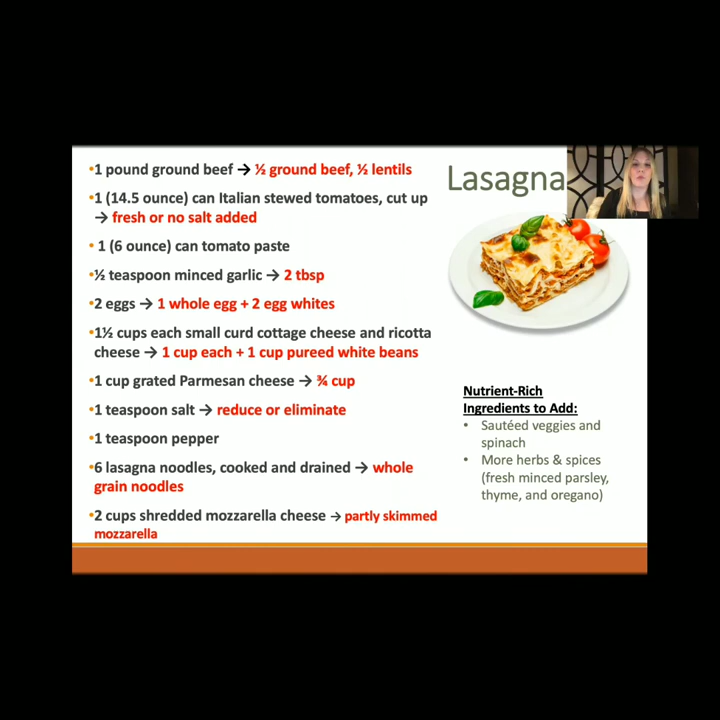 •1 pound ground beef → ½ ground beef, ½ lentils
•1 (14.5 ounce) can Italian stewed tomatoes, cut up
→ fresh or no salt added
• 1 (6 ounce) can tomato paste
•½ teaspoon minced garlic → 2 tbsp
•2 eggs → 1 whole egg + 2 egg whites
•1½ cups each small curd cottage cheese and ricotta
cheese → 1 cup each + 1 cup pureed white beans
•1 cup grated Parmesan cheese → ¾ cup
•1 teaspoon salt → reduce or eliminate
•1 teaspoon pepper
•6 lasagna noodles, cooked and drained → whole
grain noodles
•2 cups shredded mozzarella cheese → partly skimmed
mozzarella
Lasagna
Nutrient-Rich
Ingredients to Add:
• Sautéed veggies and
spinach
• More herbs & spices
(fresh minced parsley,
thyme, and oregano)